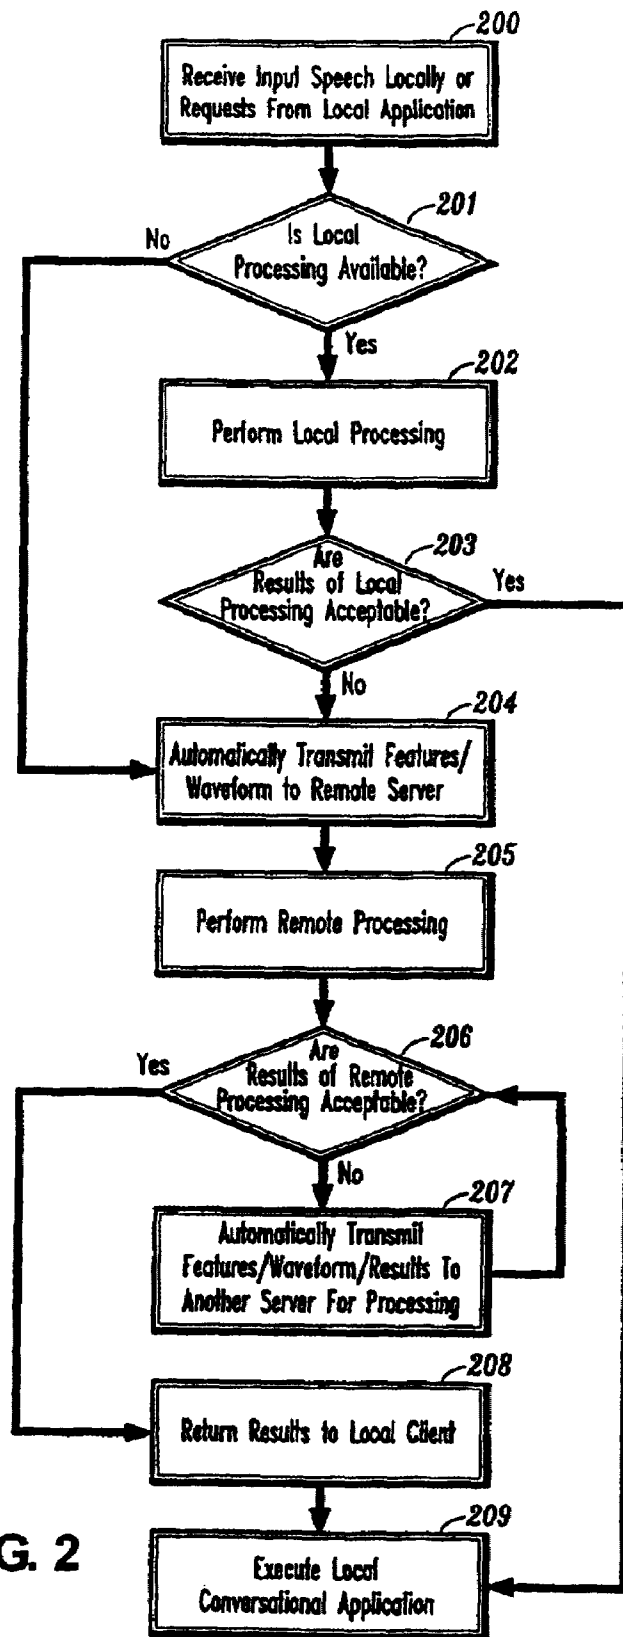 200
Receive Input Speech Locally or
Requests From Local Application
201
Is Local
Processing Available?
No
Yes
202
Perform Local Processing
203
Are
Results of Local
Processing Acceptable?
Yes
No
204
Automatically Transmit Features/
Waveform to Remote Server
205
Perform Remote Processing
206
Are
Results of Remote
Processing Acceptable?
Yes
No
207
Automatically Transmit
Features/Waveform/Results To
Another Server For Processing
208
Return Results to Local Client
209
Execute Local
Conversational Application
G. 2